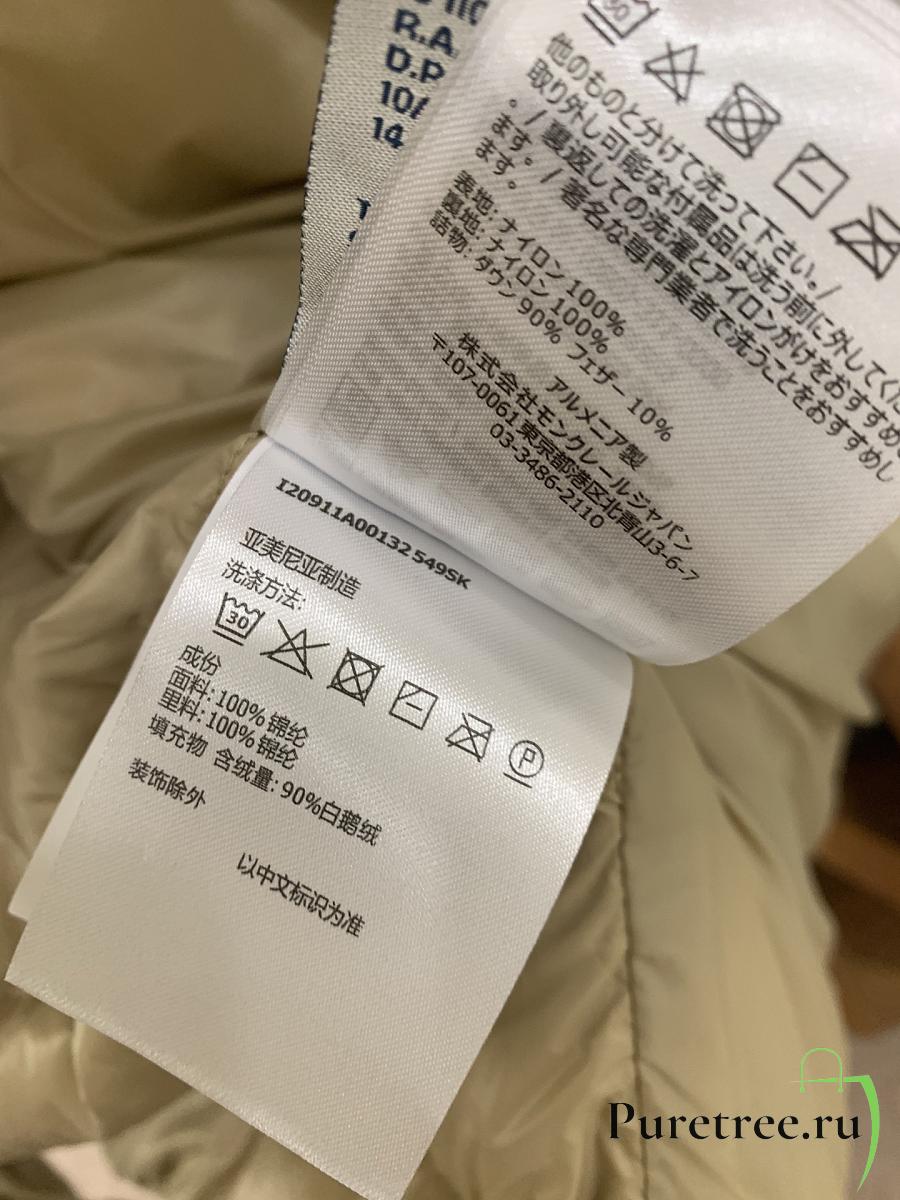 R.A.
D.P
14
30
他のものと分けて洗って下さい。/
取り外し可能な付属品は洗う前に外してくだ
。/ 裏返しての洗濯とアイロンがけをおすすめ
ます。/ 著名な専門業者で洗うことをおすすめし
ます。
表地: ナイロン 100%
裏地: ナイロン 100%
詰物: ダウン 90% フェザー 10%
アルメニア製
株式会社モンクレールジャパン
〒107-0061 東京都港区北青山3-6-7
03-3486-2110
I20911A00132 549SK
亚美尼亚制造
洗涤方法:
30
P
成份
面料: 100% 锦纶
里料: 100% 锦纶
填充物 含绒量: 90%白鹅绒
装饰除外
以中文标识为准
Puretree.ru